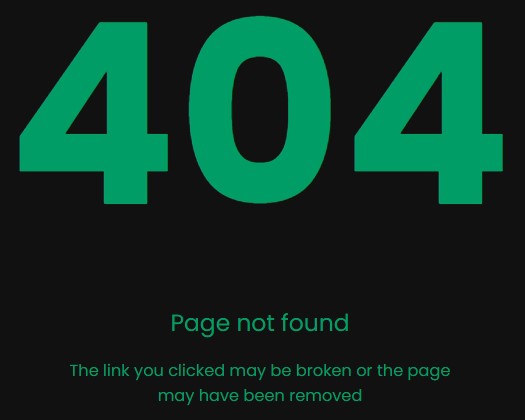 404
Page not found
The link you clicked may be broken or the page
may have been removed